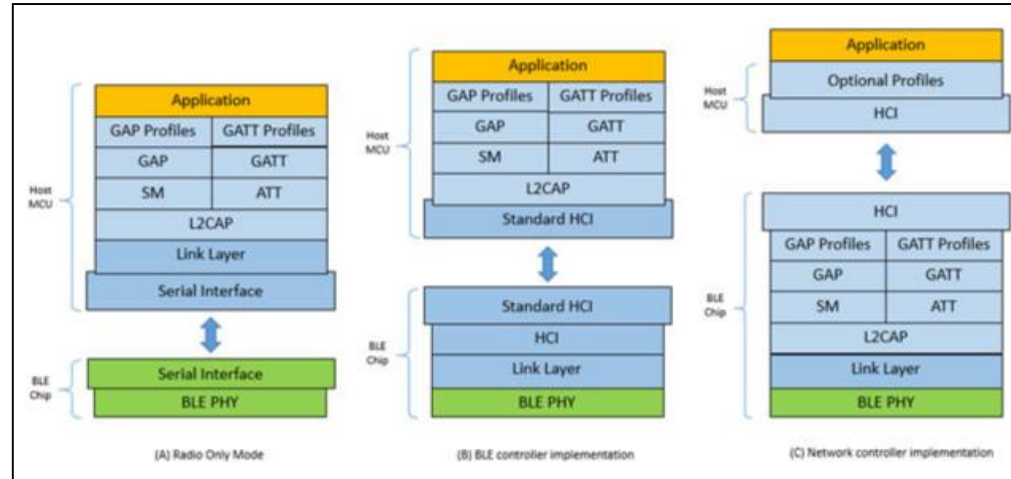 Host
MCU
Application
GAP Profiles GATT Profiles
GAP GATT
SM ATT
L2CAP
Link Layer
Serial Interface
BLE
Chip
Serial Interface
BLE PHY
(A) Radio Only Mode
Host
MCU
Application
GAP Profiles GATT Profiles
GAP GATT
SM ATT
L2CAP
Standard HCI
BLE
Chip
Standard HCI
HCI
Link Layer
BLE PHY
(B) BLE controller implementation
Host
MCU
Application
Optional Profiles
HCI
BLE
Chip
HCI
GAP Profiles GATT Profiles
GAP GATT
SM ATT
L2CAP
Link Layer
BLE PHY
(C) Network controller implementation